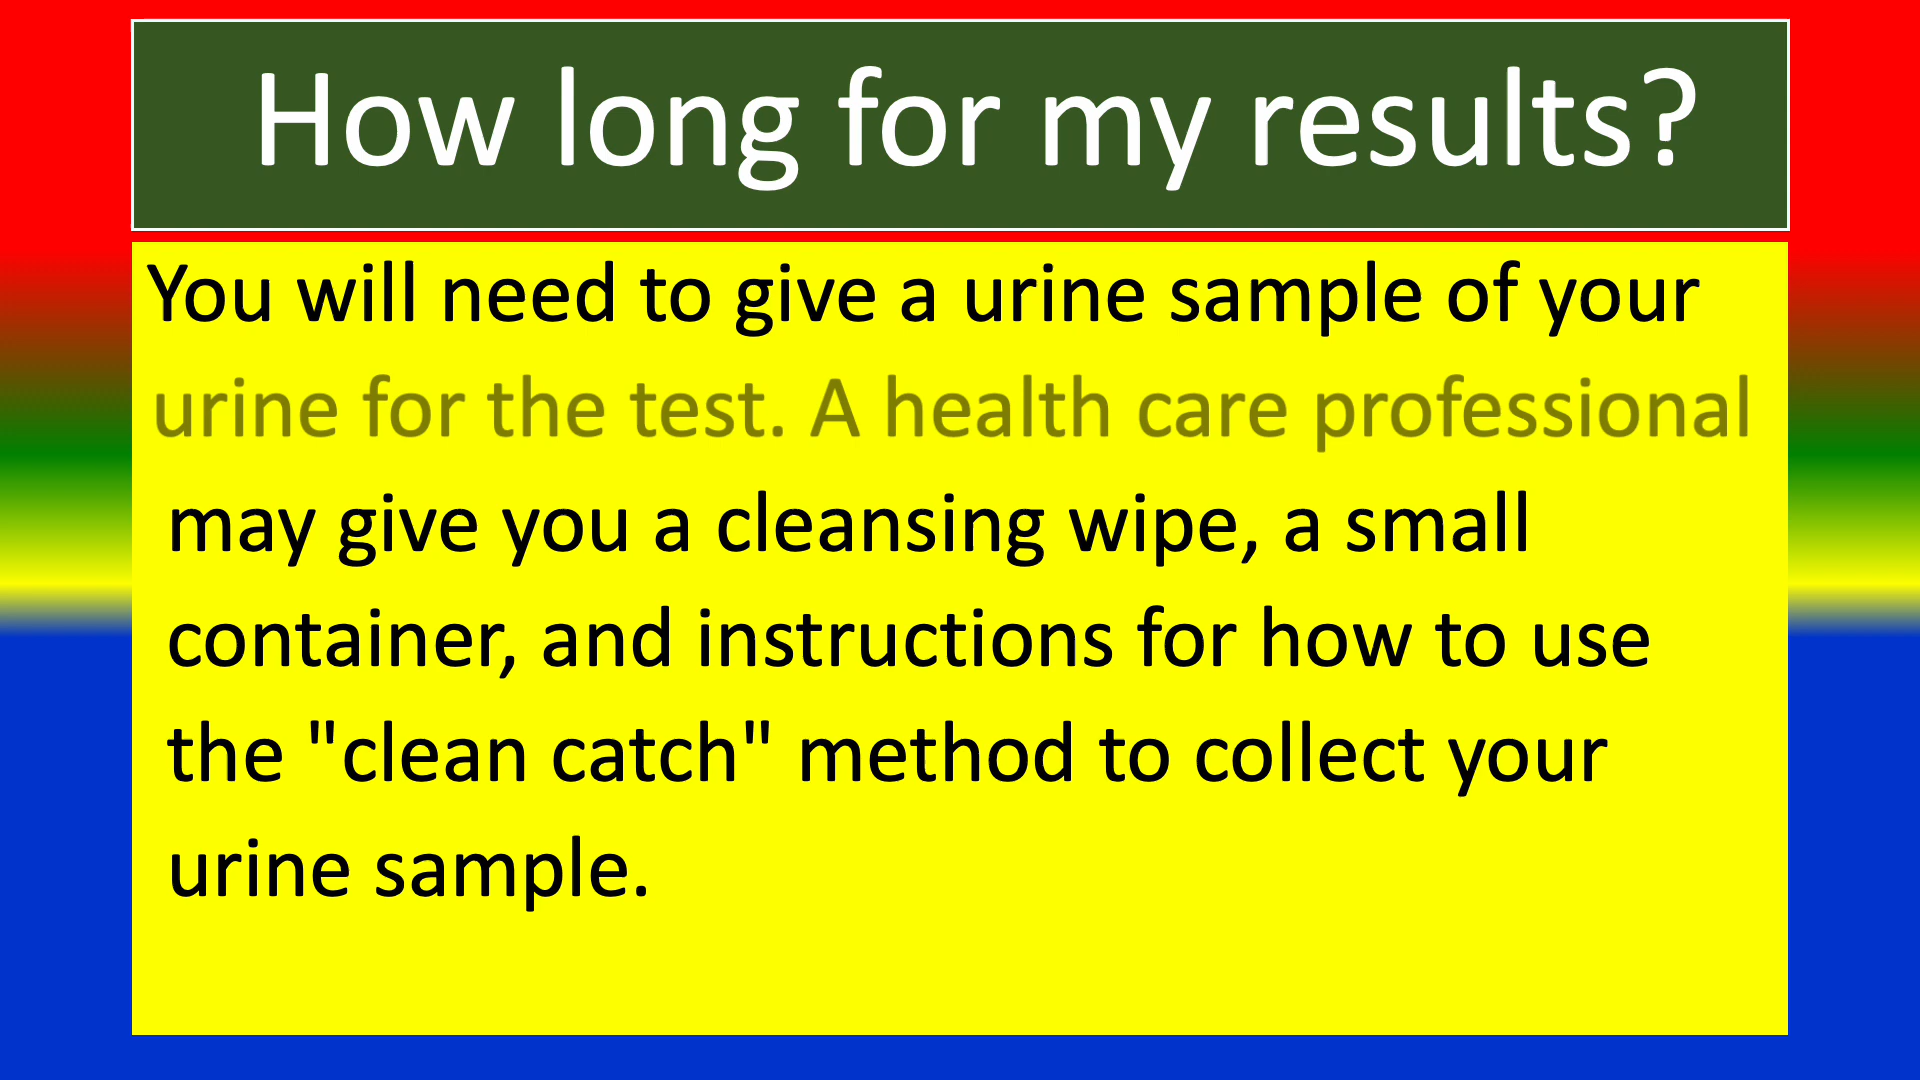 How long for my results?
You will need to give a urine sample of your
urine for the test. A health care professional
may give you a cleansing wipe, a small
container, and instructions for how to use
the "clean catch" method to collect your
urine sample.